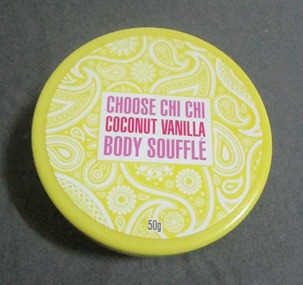 CHOOSE CHI CHI
COCONUT VANILLA
BODY SOUFFLÉ
50g